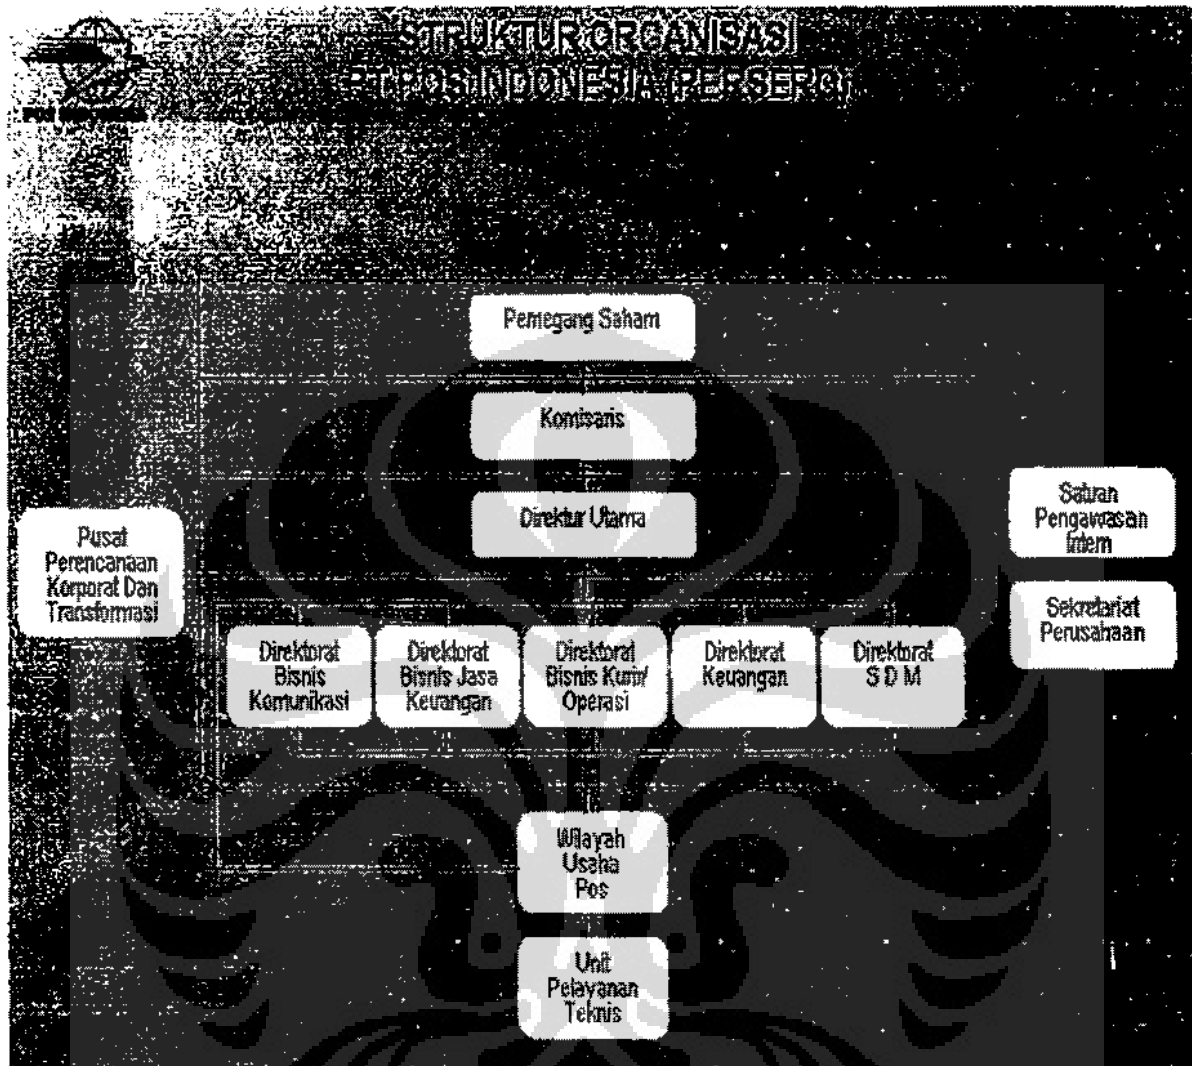 STRUKTUR ORGANISASI
PT POS INDONESIA (PERSERO)
Pemegang Saham
Komisaris
Direktur Utama
Satuan
Pengawasan
Intern
Pusat
Perencanaan
Korporat Dan
Transformasi
Sekretariat
Perusahaan
Direktorat
Bisnis
Komunikasi
Direktorat
Bisnis Jasa
Keuangan
Direktorat
Bisnis Kurir/
Operasi
Direktorat
Keuangan
Direktorat
S D M
Wilayah
Usaha
Pos
Unit
Pelayanan
Teknis